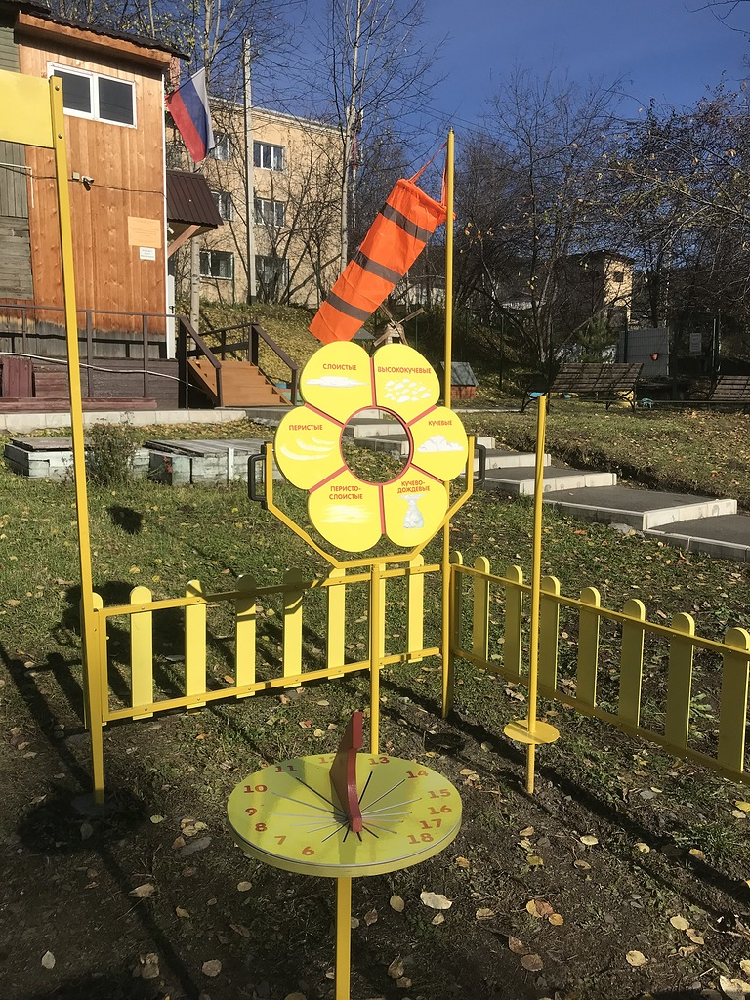 СЛОИСТЫЕ
ВЫСОКОКУЧЕВЫЕ
ПЕРИСТЫЕ
КУЧЕВЫЕ
ПЕРИСТО-
СЛОИСТЫЕ
КУЧЕВО-
ДОЖДЕВЫЕ
11 12 13
10 14
9 15
8 16
7 17
6 18